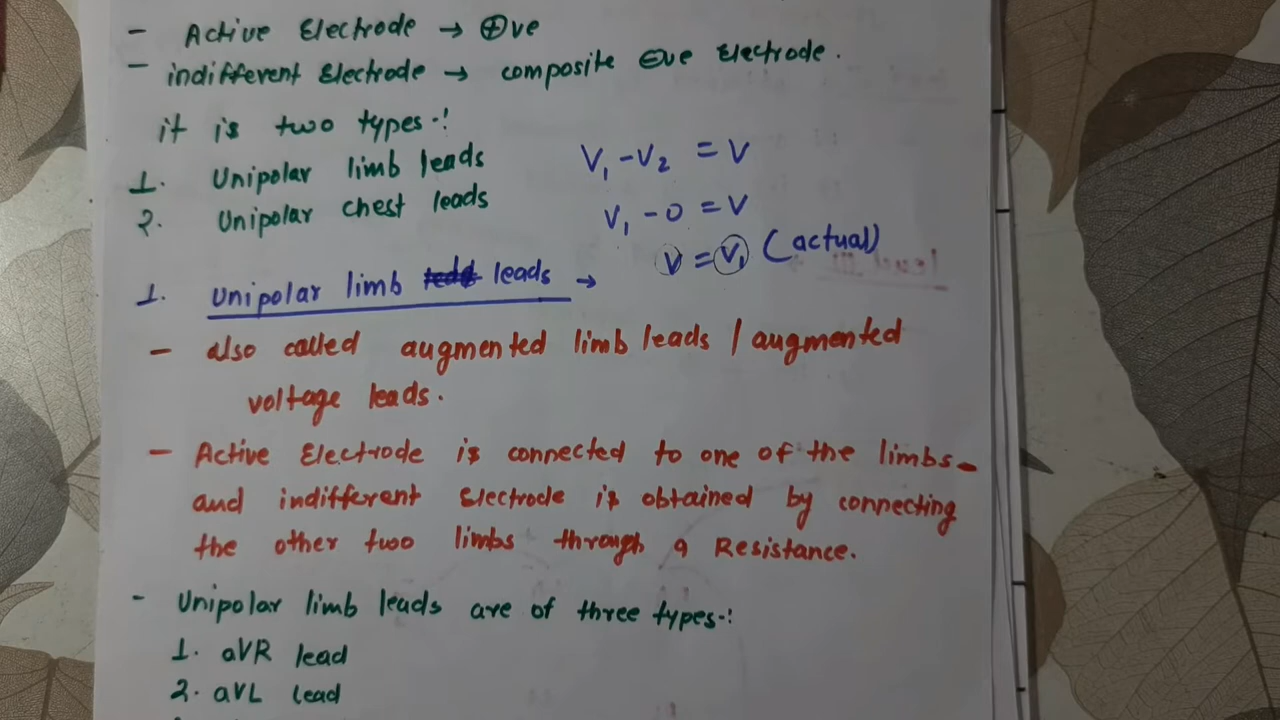 - Active Electrode → ⊕ve
- indifferent Electrode → composite ⊖ve Electrode.
it is two types-:
1. Unipolar limb leads
2. Unipolar chest leads
V₁ - V₂ = V
V₁ - 0 = V
V = V₁ (actual)
1. Unipolar limb leads →
- also called augmented limb leads / augmented
voltage leads.
- Active Electrode is connected to one of the limbs-
and indifferent Electrode is obtained by connecting
the other two limbs through a Resistance.
- Unipolar limb leads are of three types-:
1. aVR lead
2. aVL lead